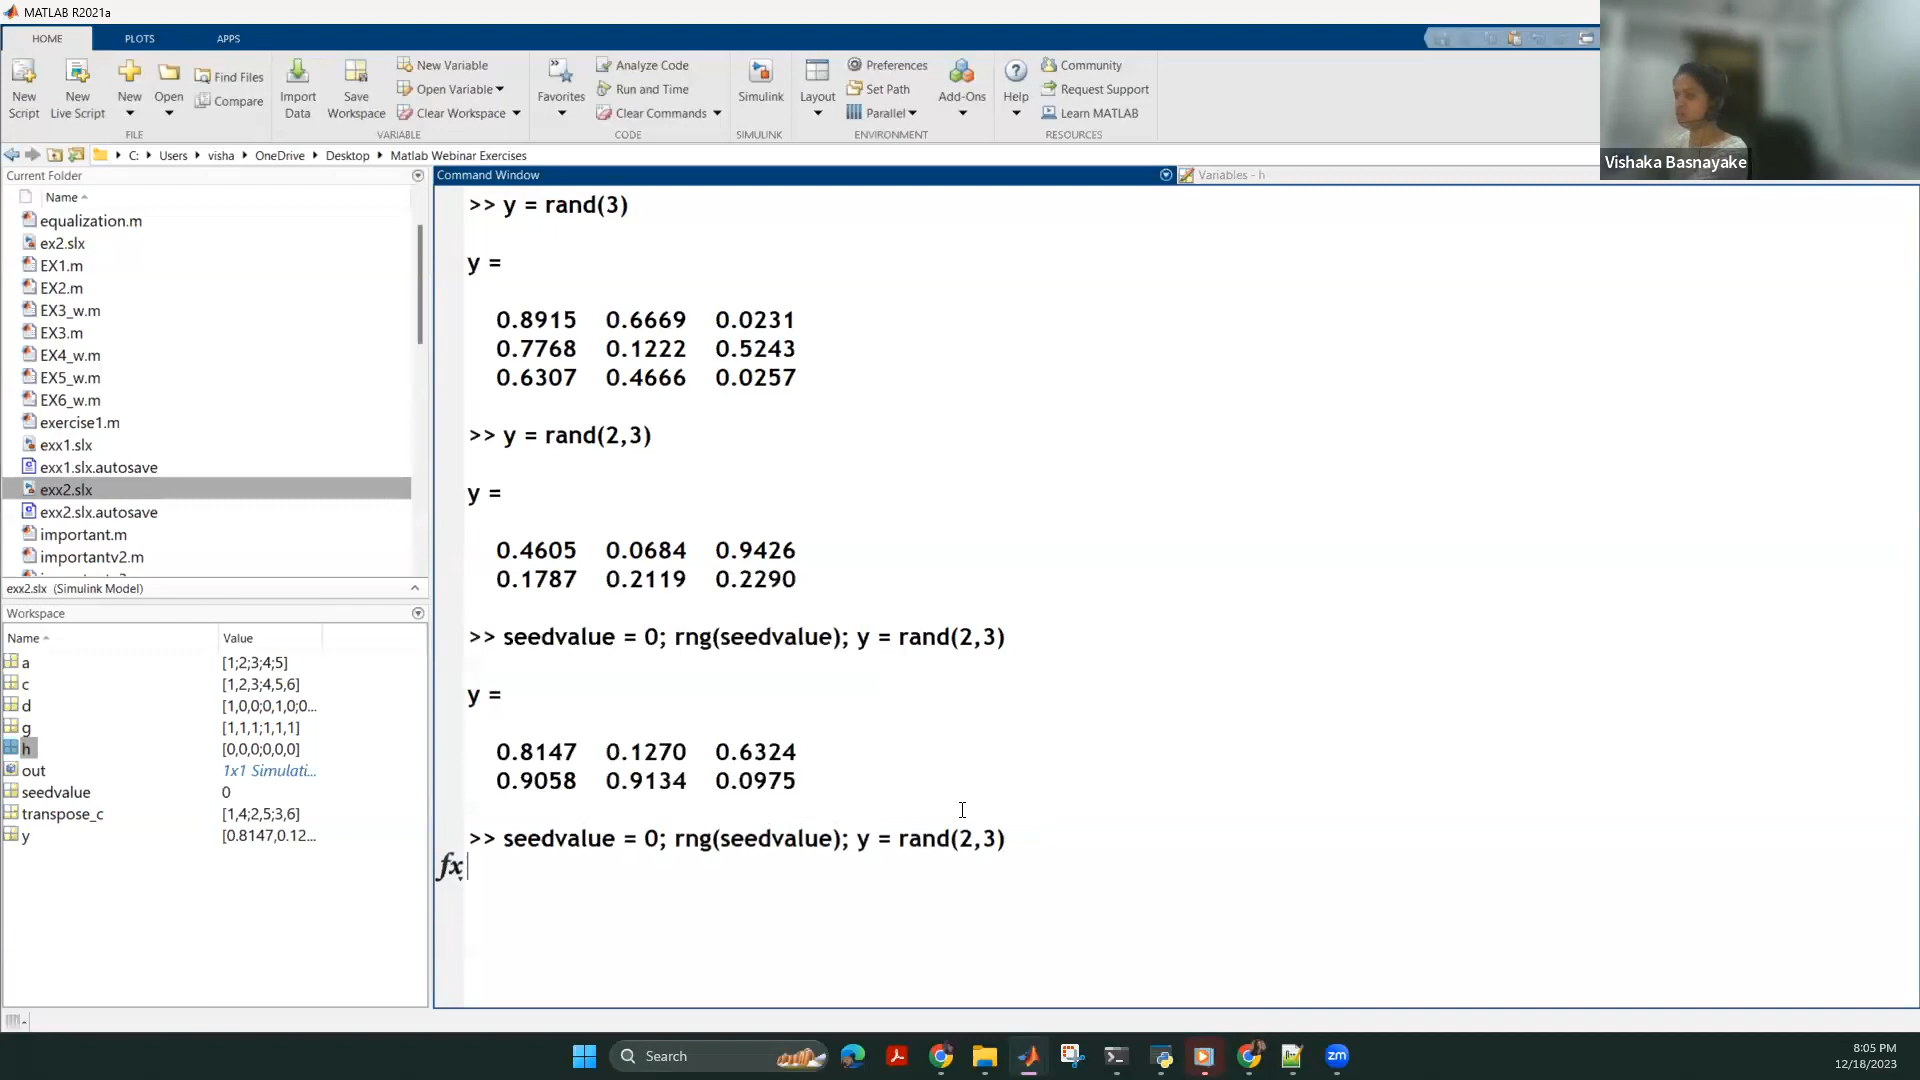 MATLAB R2021a
HOME PLOTS APPS
New Script
New Live Script
New
Open
Find Files
Compare
FILE
Import Data
Save Workspace
New Variable
Open Variable
Clear Workspace
VARIABLE
Favorites
Analyze Code
Run and Time
Clear Commands
CODE
Simulink
SIMULINK
Layout
Preferences
Set Path
Parallel
ENVIRONMENT
Add-Ons
Help
Community
Request Support
Learn MATLAB
RESOURCES
Vishaka Basnayake
C: Users visha OneDrive Desktop Matlab Webinar Exercises
Current Folder
Name
equalization.m
ex2.slx
EX1.m
EX2.m
EX3_w.m
EX3.m
EX4_w.m
EX5_w.m
EX6_w.m
exercise1.m
exx1.slx
exx1.slx.autosave
exx2.slx
exx2.slx.autosave
important.m
importantv2.m
exx2.slx (Simulink Model)
Workspace
Name Value
a [1;2;3;4;5]
c [1,2,3;4,5,6]
d [1,0,0;0,1,0;0...
g [1,1,1;1,1,1]
h [0,0,0;0,0,0]
out 1x1 Simulati...
seedvalue 0
transpose_c [1,4;2,5;3,6]
y [0.8147,0.12...
Command Window
Variables - h
>> y = rand(3)
y =
0.8915 0.6669 0.0231
0.7768 0.1222 0.5243
0.6307 0.4666 0.0257
>> y = rand(2,3)
y =
0.4605 0.0684 0.9426
0.1787 0.2119 0.2290
>> seedvalue = 0; rng(seedvalue); y = rand(2,3)
y =
0.8147 0.1270 0.6324
0.9058 0.9134 0.0975
>> seedvalue = 0; rng(seedvalue); y = rand(2,3)
fx
Search
zm
8:05 PM
12/18/2023